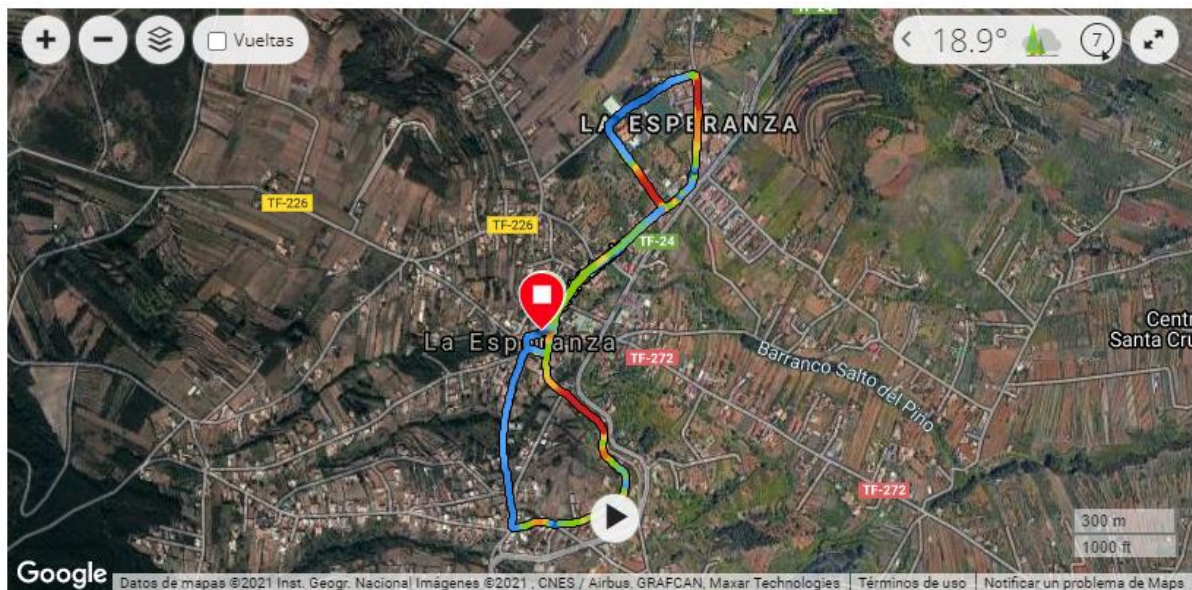 +
−
Vueltas
18.9°
7
TF-24
LA ESPERANZA
TF-226
TF-226
TF-24
La Esperanza
TF-272
Barranco Salto del Pino
Centr
Santa Cru
TF-272
300 m
1000 ft
Google
Datos de mapas ©2021 Inst. Geogr. Nacional Imágenes ©2021 , CNES / Airbus, GRAFCAN, Maxar Technologies
Términos de uso
Notificar un problema de Maps